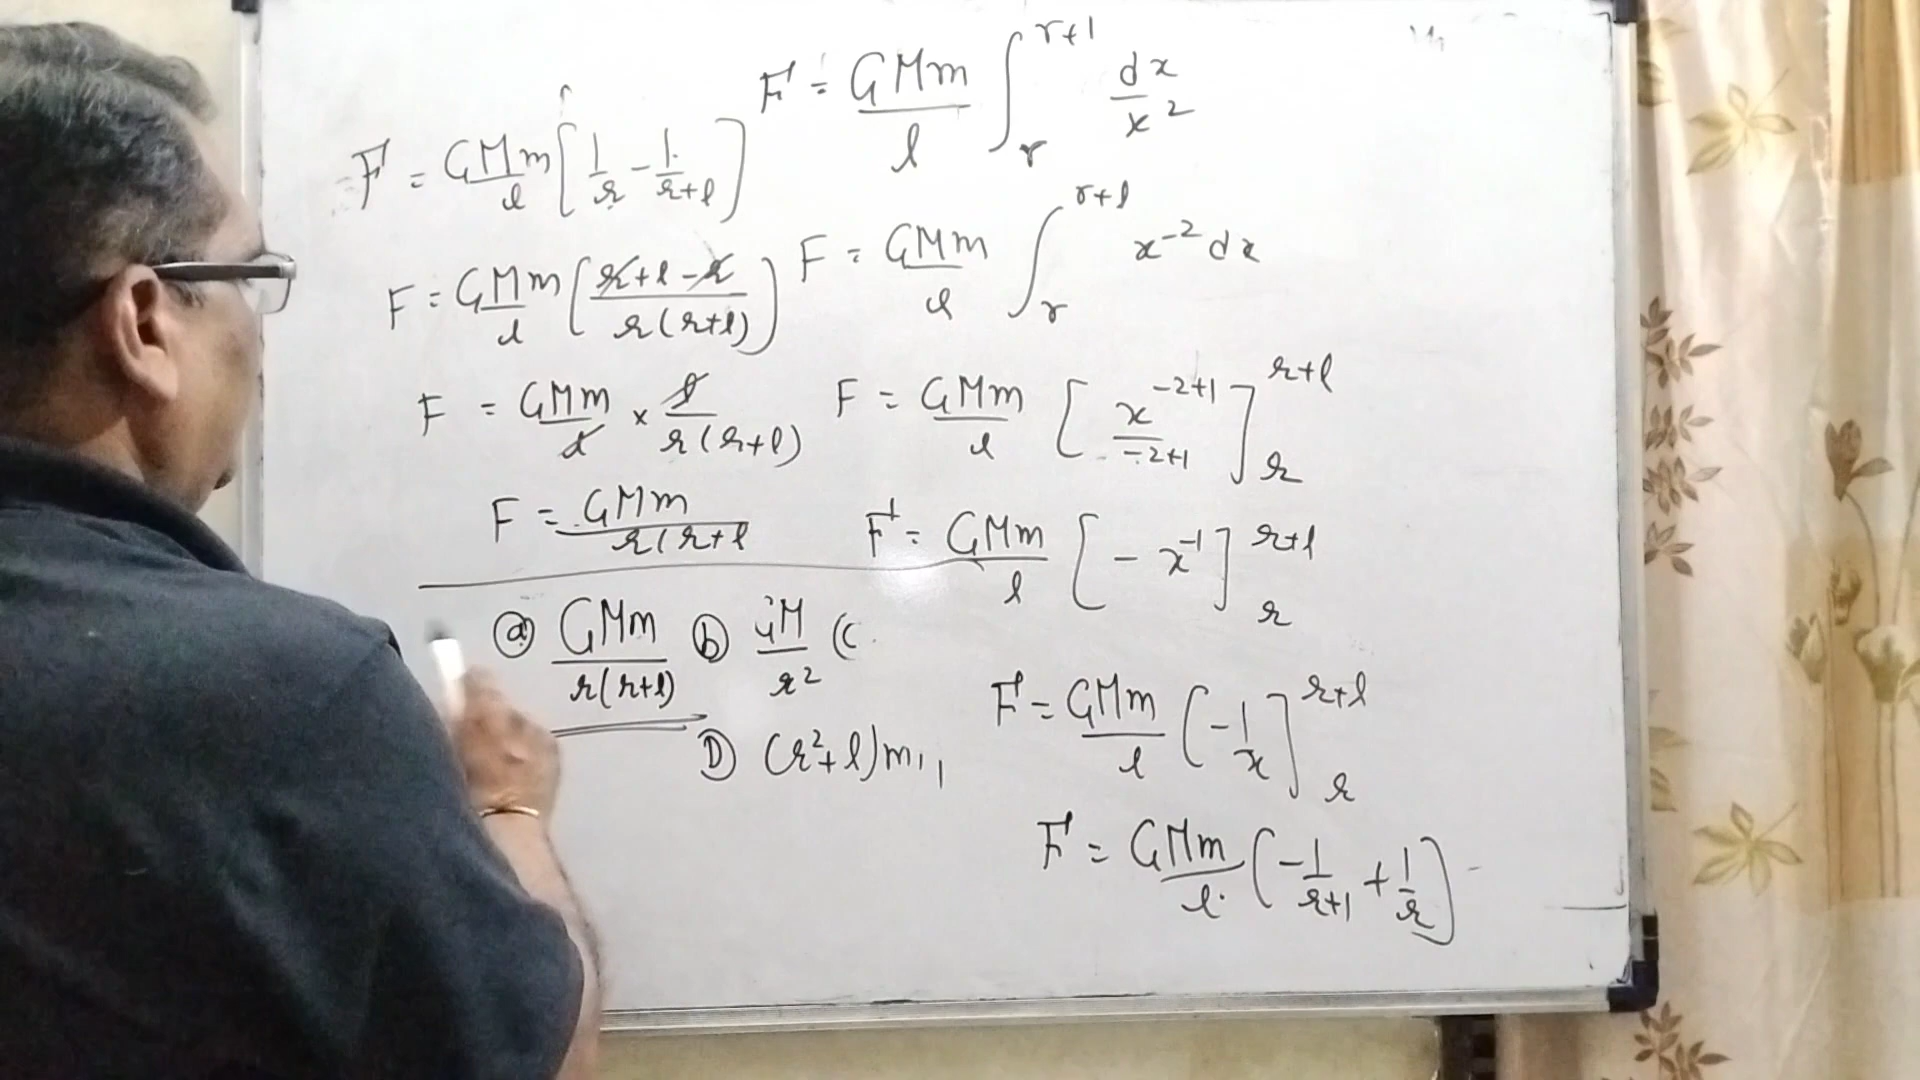 F = GMm/l ∫_r^{r+l} dx/x²
F = GMm/l ∫_r^{r+l} x⁻² dx
F = GMm/l [x^{-2+1}/-2+1]_r^{r+l}
F = GMm/l [-x⁻¹]_r^{r+l}
F = GMm/l (-1/x]_r^{r+l}
F = GMm/l (-1/r+1 + 1/r)
F = GMm/l [1/r - 1/r+l]
F = GMm/l (r+l-r/r(r+l))
F = GMm/l × l/r(r+l)
F = GMm/r(r+l
(a) GMm/r(r+l) (b) GM/r² (C
(D) (r²+l)m,,